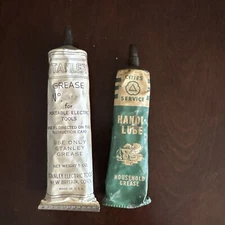 STANLEY
GREASE
for
PORTABLE ELECTRIC
TOOLS
USE ONLY
STANLEY
GREASE
NET WEIGHT
STANLEY ELECTRIC TOOLS
NEW BRITAIN, CONN.
CITIES
SERVICE
HANDI-
LUBE
HOUSEHOLD
GREASE